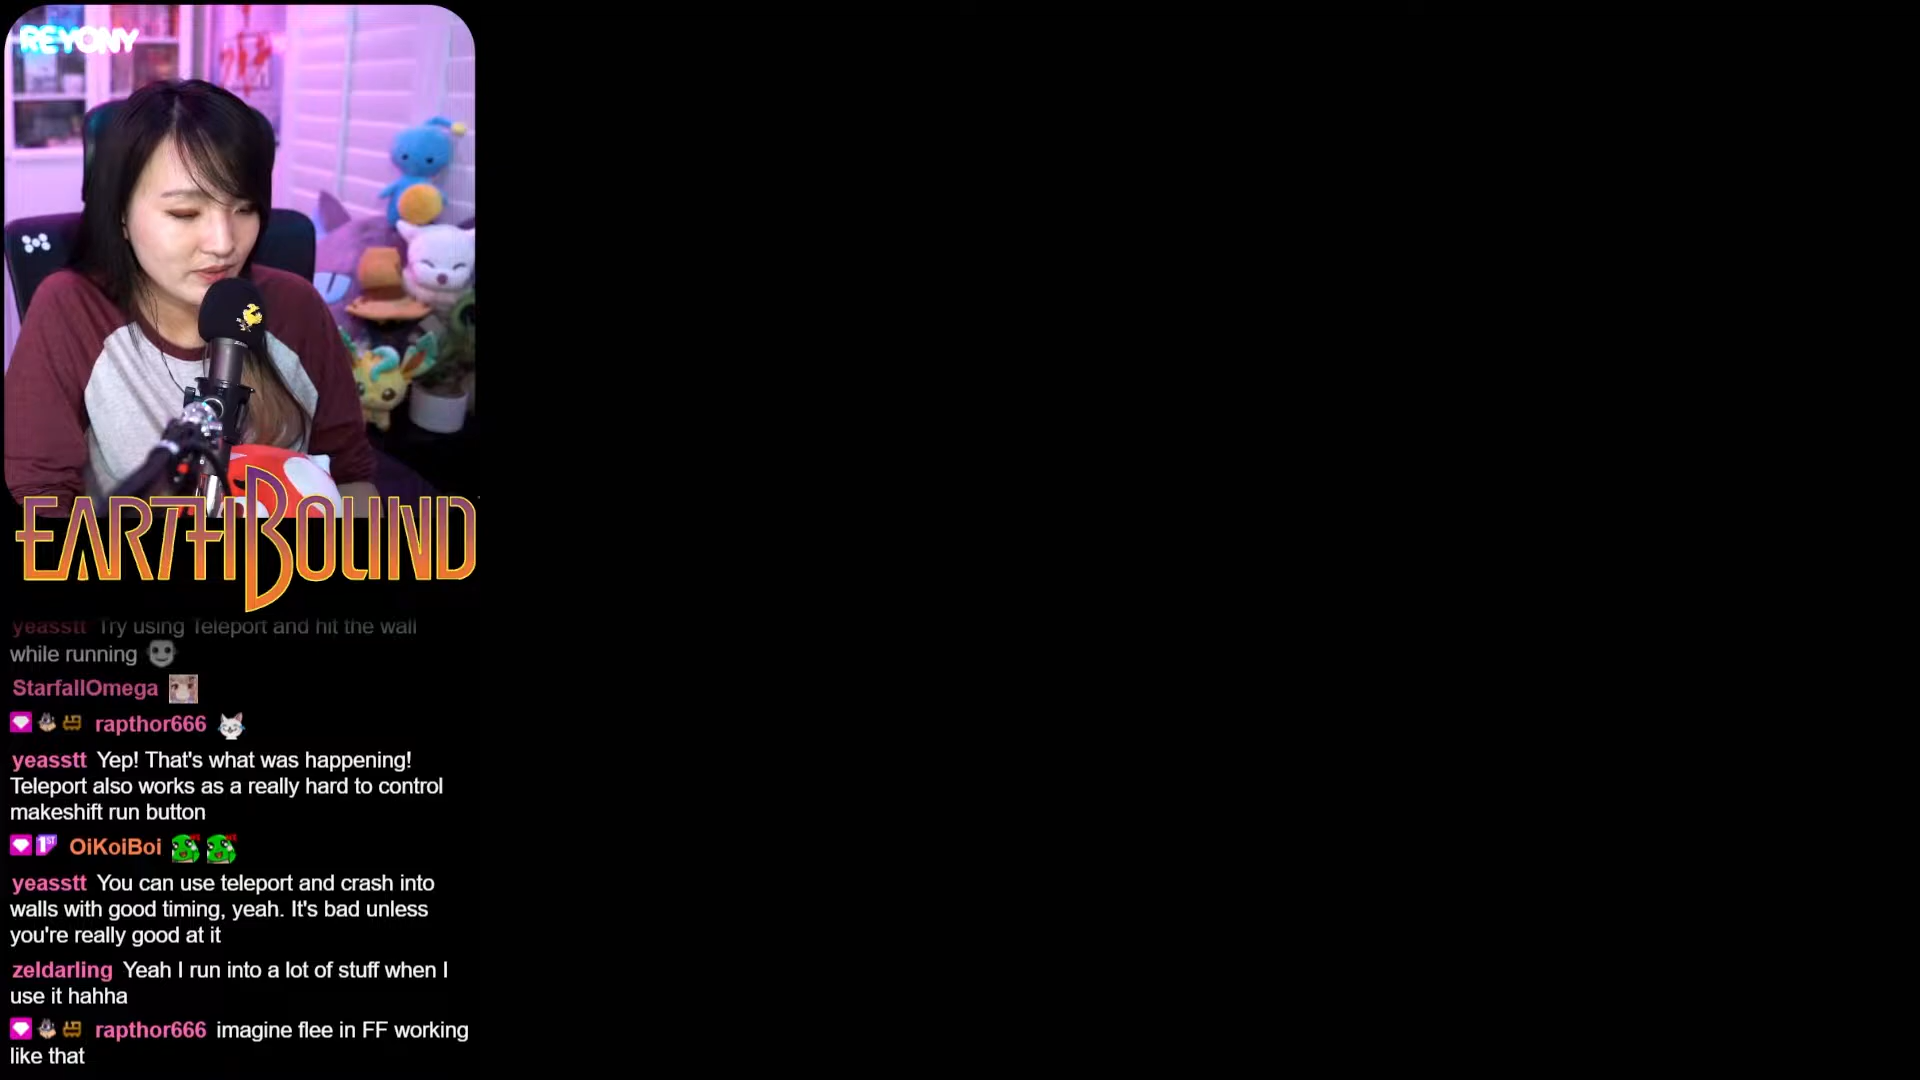 REYONY
EARTHBOUND
yeasstt Try using Teleport and hit the wall
while running
StarfallOmega
rapthor666
yeasstt Yep! That's what was happening!
Teleport also works as a really hard to control
makeshift run button
1ST OiKoiBoi
yeasstt You can use teleport and crash into
walls with good timing, yeah. It's bad unless
you're really good at it
zeldarling Yeah I run into a lot of stuff when I
use it hahha
rapthor666 imagine flee in FF working
like that